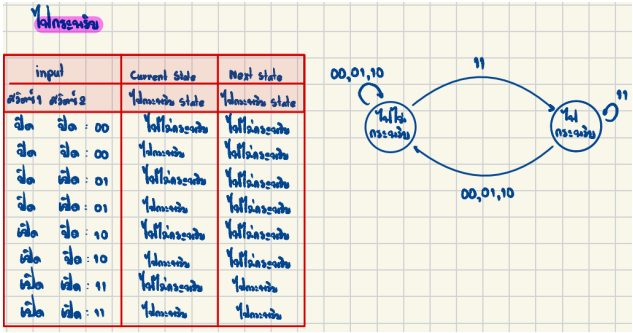 ไฟกระพริบ
input Current State Next State
สวิตซ์1 สวิตซ์2 ไฟกระพริบ state ไฟกระพริบ state
ปิด ปิด : 00 ไฟไม่กระพริบ ไฟไม่กระพริบ
ปิด ปิด : 00 ไฟกระพริบ ไฟไม่กระพริบ
ปิด เปิด : 01 ไฟไม่กระพริบ ไฟไม่กระพริบ
ปิด เปิด : 01 ไฟกระพริบ ไฟไม่กระพริบ
เปิด ปิด : 10 ไฟไม่กระพริบ ไฟไม่กระพริบ
เปิด ปิด : 10 ไฟกระพริบ ไฟไม่กระพริบ
เปิด เปิด : 11 ไฟไม่กระพริบ ไฟกระพริบ
เปิด เปิด : 11 ไฟกระพริบ ไฟกระพริบ
00,01,10
11
11
ไฟไม่
กระพริบ
ไฟ
กระพริบ
00,01,10